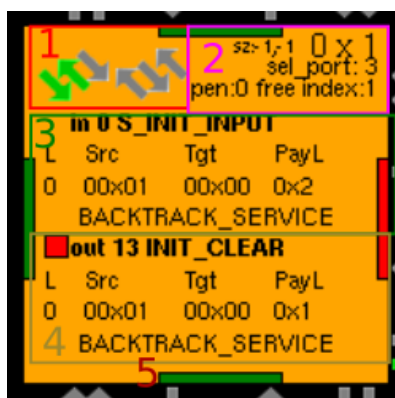 1
2 sz:-1,-1 0 x 1
sel_port: 3
pen:0 free index:1
3 in 0 S_INIT_INPUT
L Src Tgt PayL
0 00x01 00x00 0x2
BACKTRACK_SERVICE
out 13 INIT_CLEAR
L Src Tgt PayL
0 00x01 00x00 0x1
4 BACKTRACK_SERVICE
5